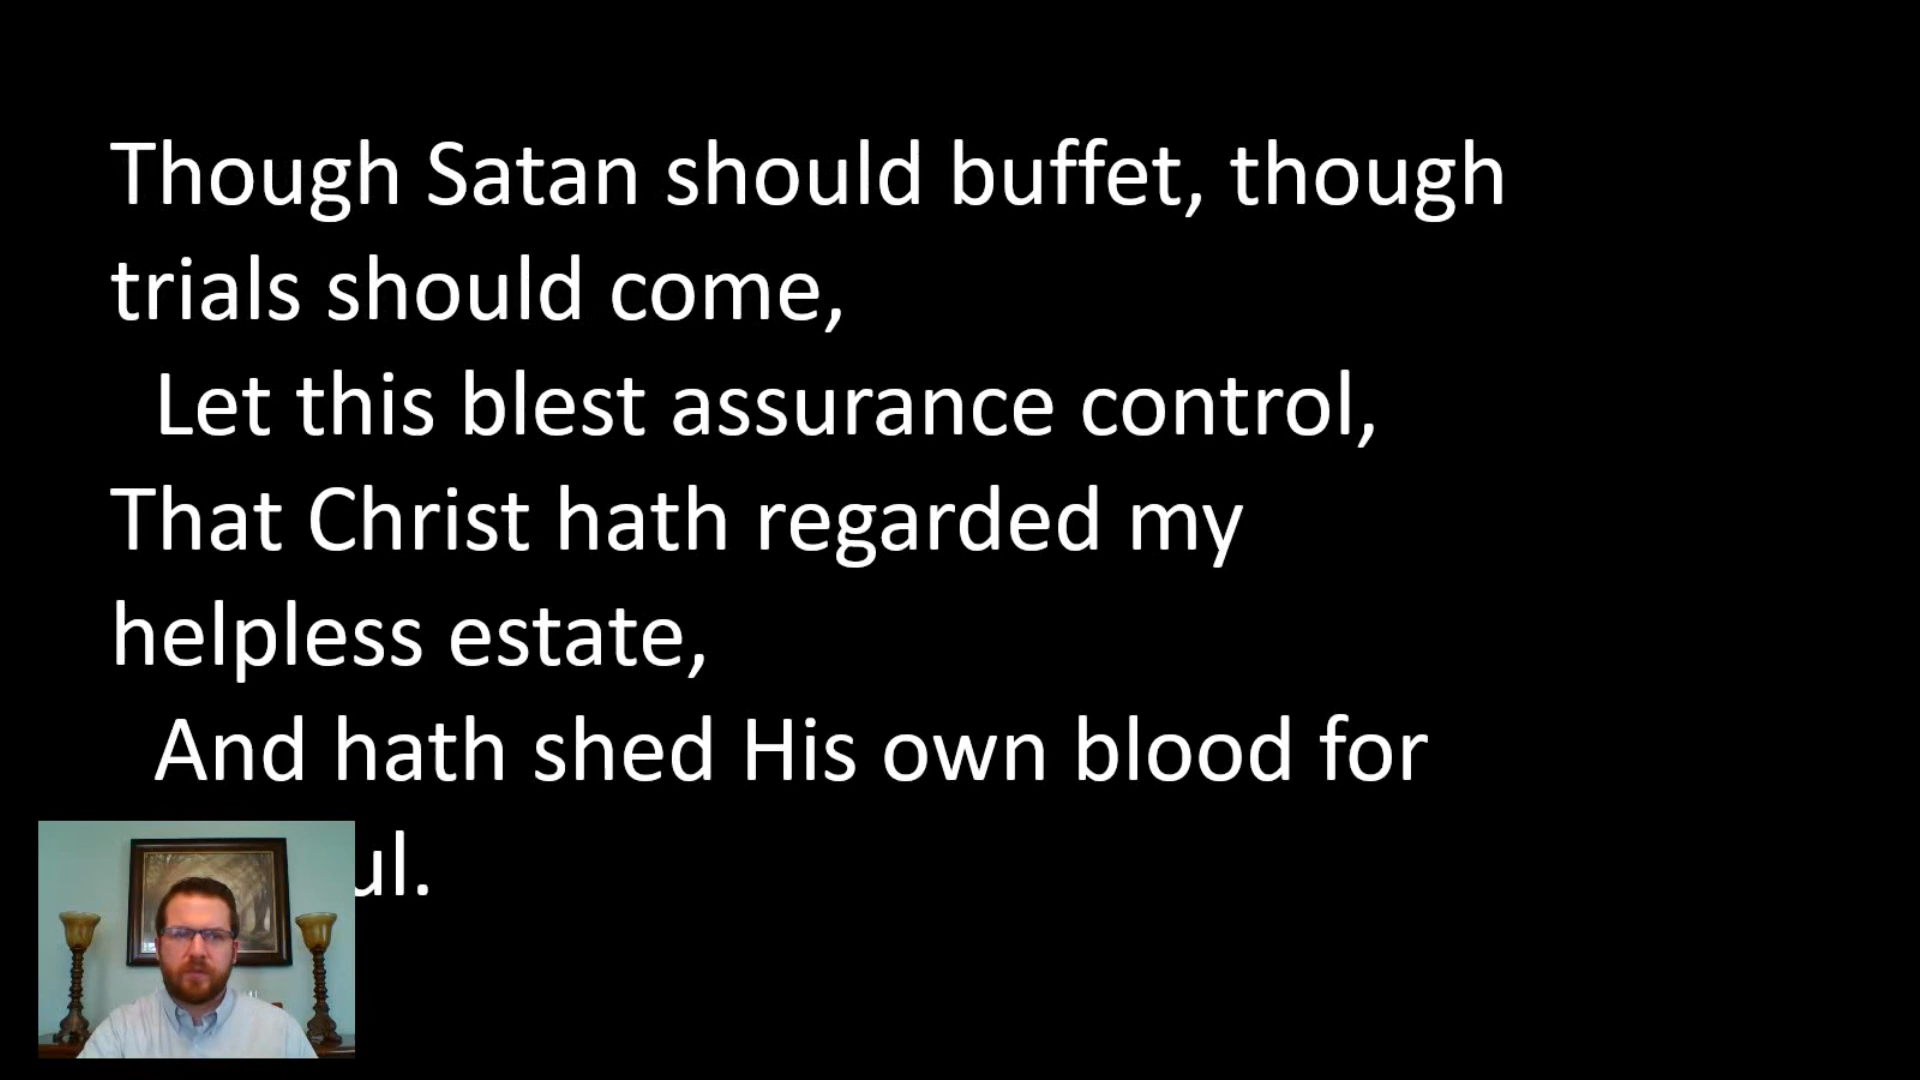 Though Satan should buffet, though
trials should come,
Let this blest assurance control,
That Christ hath regarded my
helpless estate,
And hath shed His own blood for
ul.